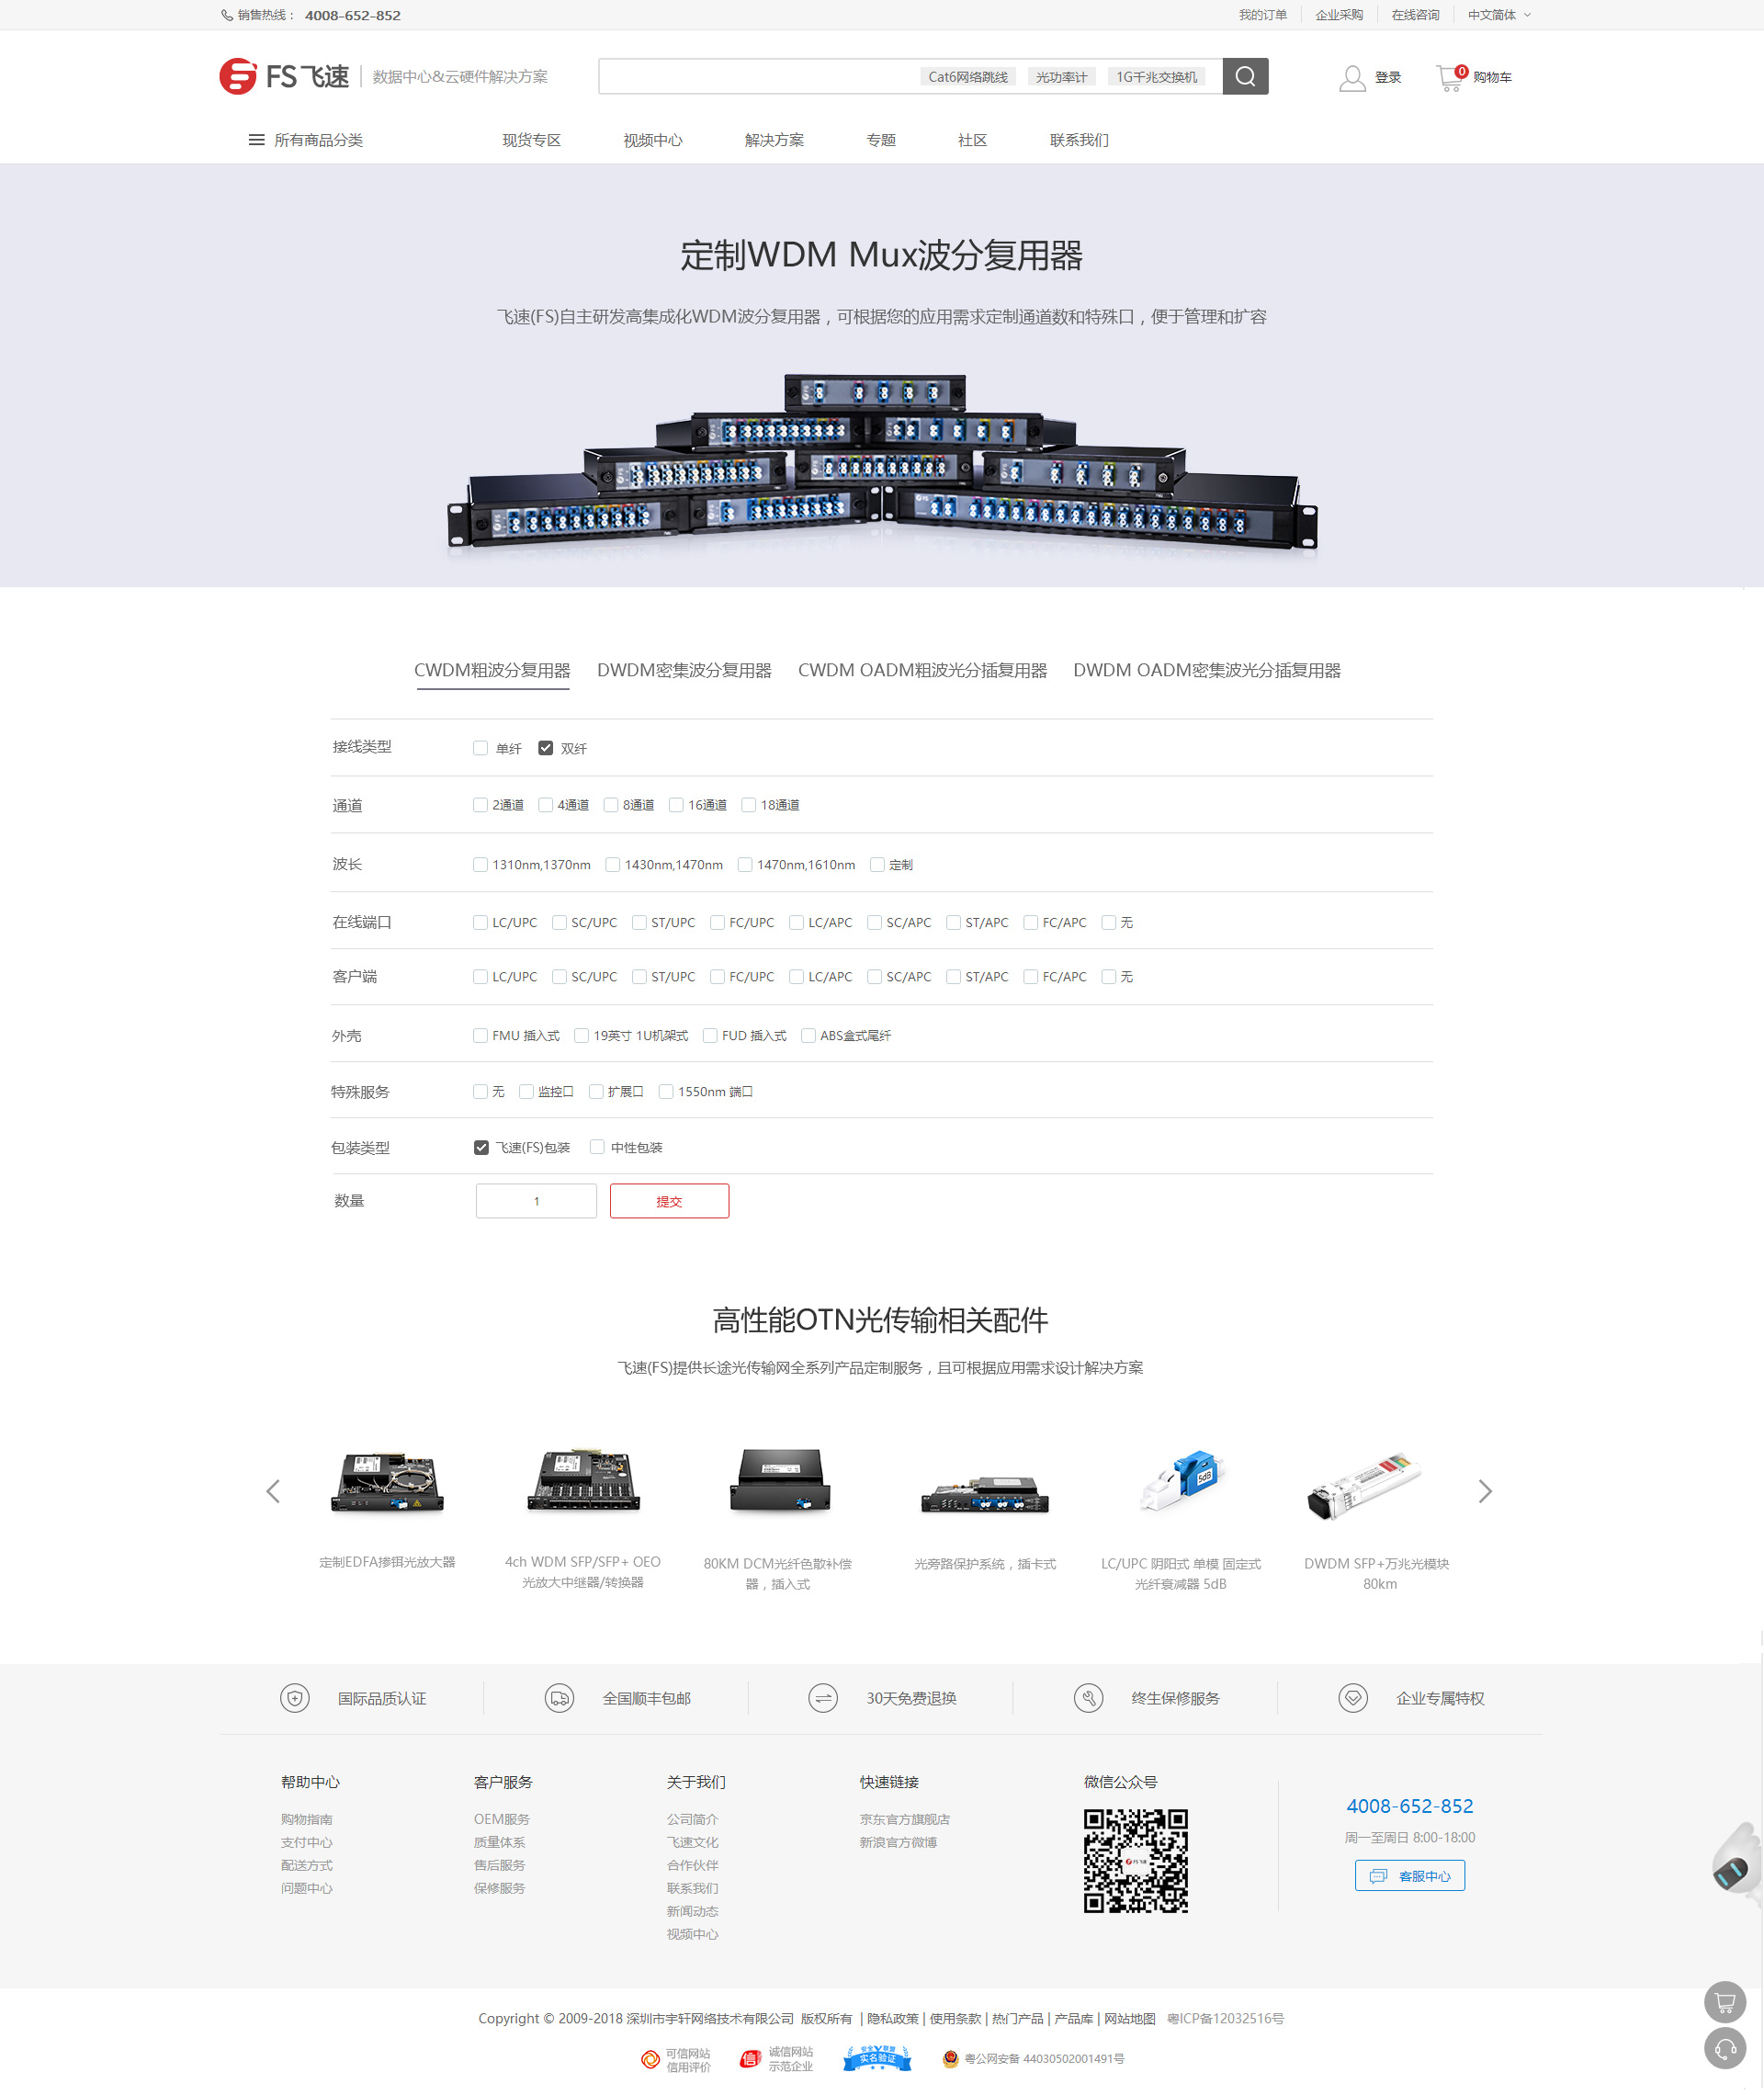 销售热线： 4008-652-852
我的订单 企业采购 在线咨询 中文简体
FS 飞速 数据中心&云硬件解决方案
Cat6网络跳线 光功率计 1G千兆交换机
登录 0 购物车
所有商品分类 现货专区 视频中心 解决方案 专题 社区 联系我们
定制WDM Mux波分复用器
飞速(FS)自主研发高集成化WDM波分复用器，可根据您的应用需求定制通道数和特殊口，便于管理和扩容
CWDM粗波分复用器 DWDM密集波分复用器 CWDM OADM粗波光分插复用器 DWDM OADM密集波光分插复用器
接线类型 单纤 双纤
通道 2通道 4通道 8通道 16通道 18通道
波长 1310nm,1370nm 1430nm,1470nm 1470nm,1610nm 定制
在线端口 LC/UPC SC/UPC ST/UPC FC/UPC LC/APC SC/APC ST/APC FC/APC 无
客户端 LC/UPC SC/UPC ST/UPC FC/UPC LC/APC SC/APC ST/APC FC/APC 无
外壳 FMU 插入式 19英寸 1U机架式 FUD 插入式 ABS盒式尾纤
特殊服务 无 监控口 扩展口 1550nm 端口
包装类型 飞速(FS)包装 中性包装
数量 1 提交
高性能OTN光传输相关配件
飞速(FS)提供长途光传输网全系列产品定制服务，且可根据应用需求设计解决方案
5dB
定制EDFA掺铒光放大器
4ch WDM SFP/SFP+ OEO
光放大中继器/转换器
80KM DCM光纤色散补偿
器，插入式
光旁路保护系统，插卡式
LC/UPC 阴阳式 单模 固定式
光纤衰减器 5dB
DWDM SFP+万兆光模块
80km
国际品质认证 全国顺丰包邮 30天免费退换 终生保修服务 企业专属特权
帮助中心
购物指南
支付中心
配送方式
问题中心
客户服务
OEM服务
质量体系
售后服务
保修服务
关于我们
公司简介
飞速文化
合作伙伴
联系我们
新闻动态
视频中心
快速链接
京东官方旗舰店
新浪官方微博
微信公众号
FS 飞速
4008-652-852
周一至周日 8:00-18:00
客服中心
Copyright © 2009-2018 深圳市宇轩网络技术有限公司 版权所有 | 隐私政策 | 使用条款 | 热门产品 | 产品库 | 网站地图 粤ICP备12032516号
可信网站
信用评价
信 诚信网站
示范企业
安全联盟
实名验证
粤公网安备 44030502001491号